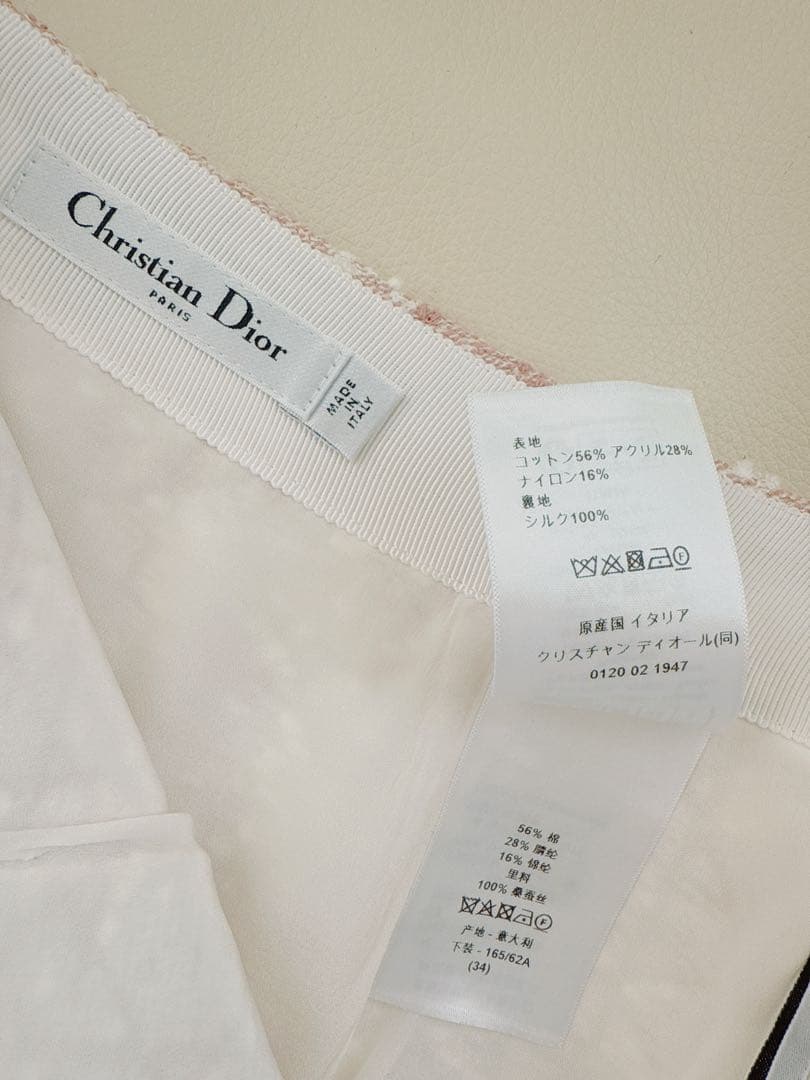 Christian Dior
PARIS
MADE
IN
ITALY
表地
コットン56% アクリル28%
ナイロン16%
裏地
シルク100%
原産国 イタリア
クリスチャン ディオール(同)
0120 02 1947
56% 棉
28% 腈纶
16% 锦纶
里料
100% 桑蚕丝
产地 - 意大利
下装 - 165/62A
(34)